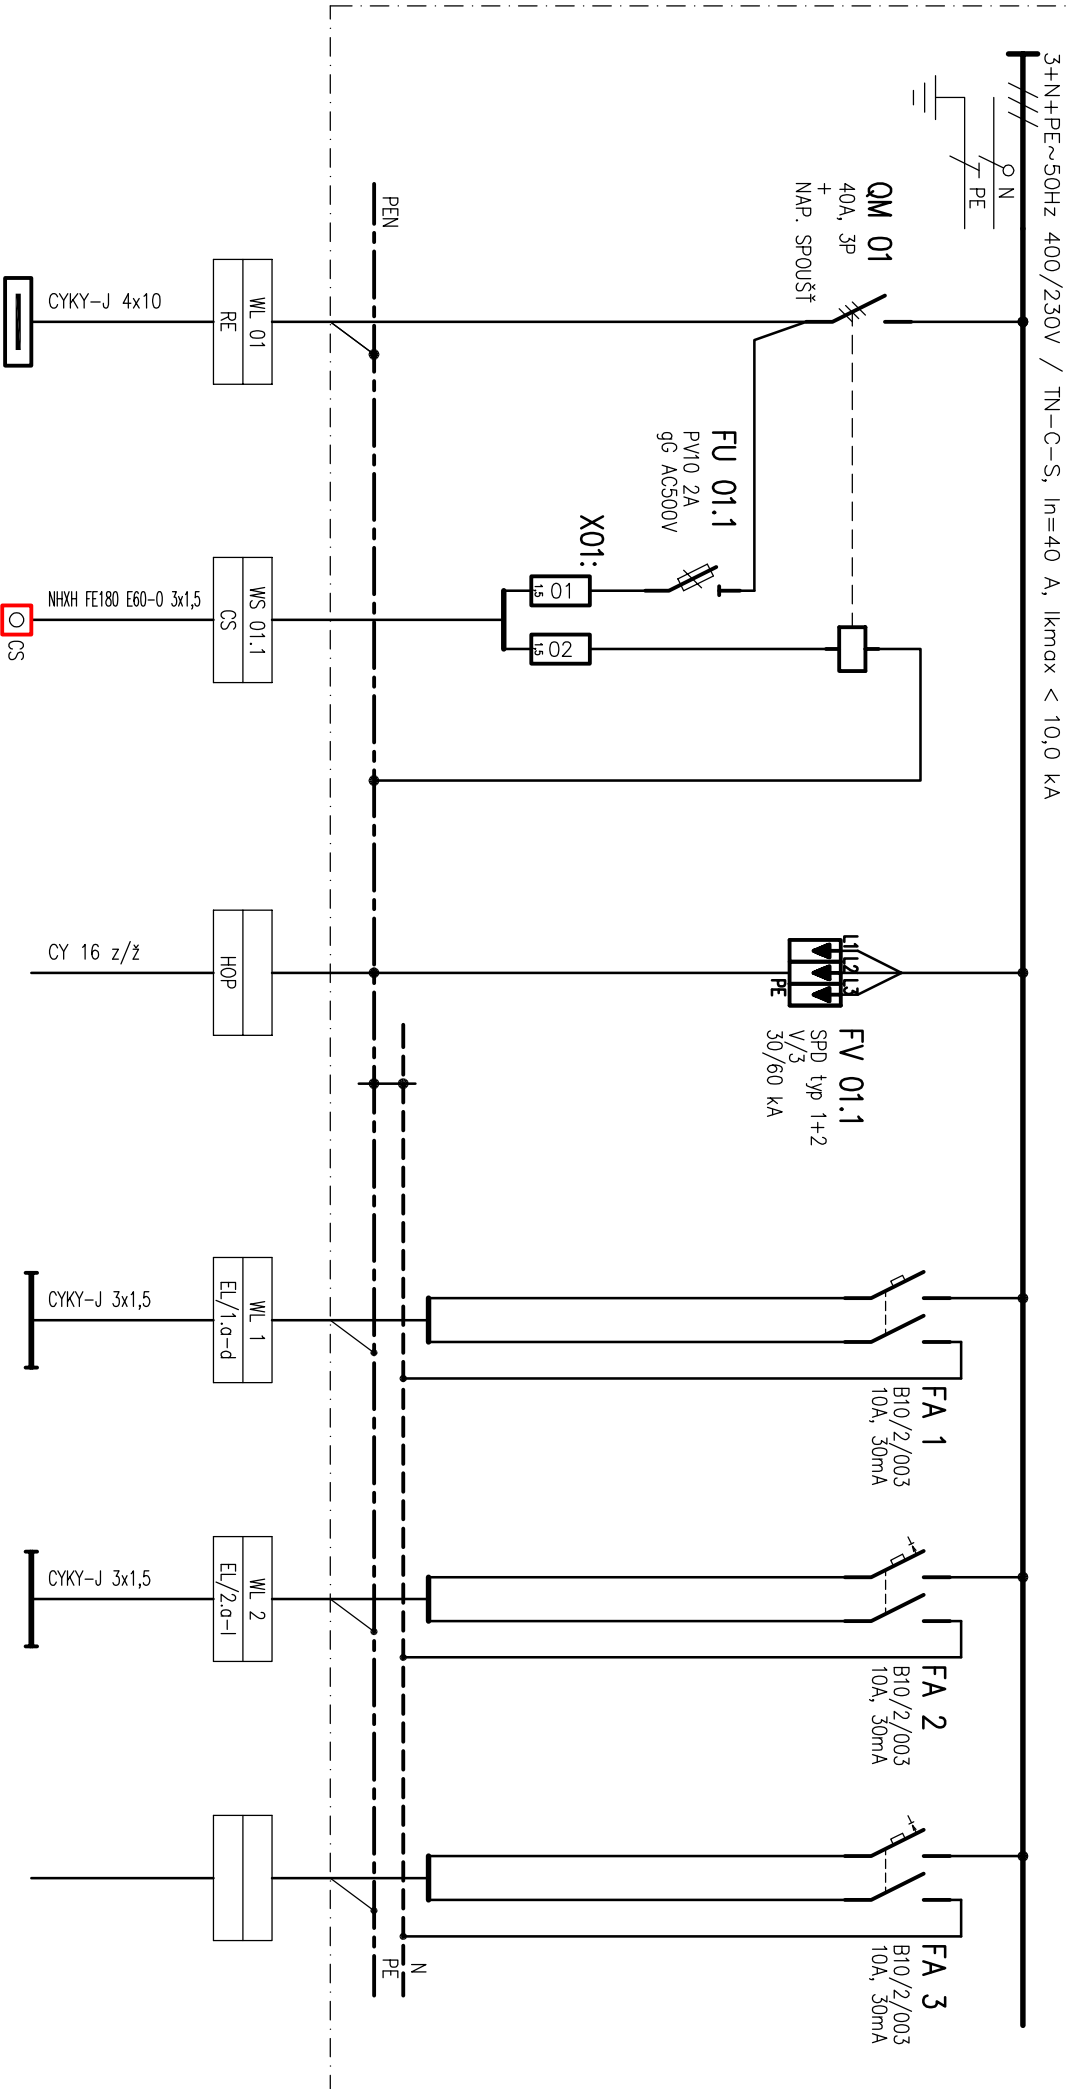 3+N+PE~50Hz 400/230V / TN-C-S, In=40 A, Ikmax < 10,0 kA
N
PE
QM 01
40A, 3P
+
NAP. SPOUŠŤ
FU 01.1
PV10 2A
gG AC500V
X01:
01
1,5
02
1,5
L1
L2
L3
PE
FV 01.1
SPD typ 1+2
V/3
30/60 kA
FA 1
B10/2/003
10A, 30mA
FA 2
B10/2/003
10A, 30mA
FA 3
B10/2/003
10A, 30mA
PEN
N
PE
WL 01
RE
CYKY-J 4x10
WS 01.1
CS
NHXH FE180 E60-0 3x1,5
CS
HOP
CY 16 z/ž
WL 1
EL/1.a-d
CYKY-J 3x1,5
WL 2
EL/2.a-l
CYKY-J 3x1,5